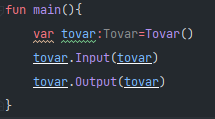 fun main(){
var tovar:Tovar=Tovar()
tovar.Input(tovar)
tovar.Output(tovar)
}